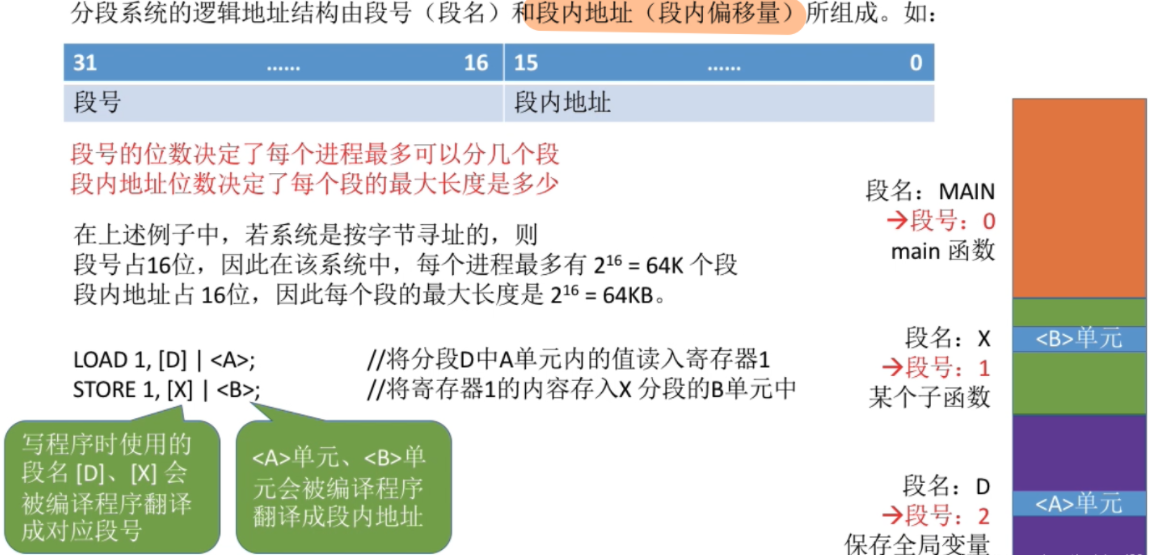 分段系统的逻辑地址结构由段号（段名）和段内地址（段内偏移量）所组成。如：
31 …… 16 15 …… 0
段号 段内地址
段号的位数决定了每个进程最多可以分几个段
段内地址位数决定了每个段的最大长度是多少
在上述例子中，若系统是按字节寻址的，则
段号占16位，因此在该系统中，每个进程最多有 2¹⁶ = 64K 个段
段内地址占 16位，因此每个段的最大长度是 2¹⁶ = 64KB。
LOAD 1, [D] | <A>; //将分段D中A单元内的值读入寄存器1
STORE 1, [X] | <B>; //将寄存器1的内容存入X 分段的B单元中
写程序时使用的
段名 [D]、[X] 会
被编译程序翻译
成对应段号
<A>单元、<B>单
元会被编译程序
翻译成段内地址
段名：MAIN
→段号：0
main 函数
段名：X
→段号：1
某个子函数
<B>单元
段名：D
→段号：2
保存全局变量
<A>单元